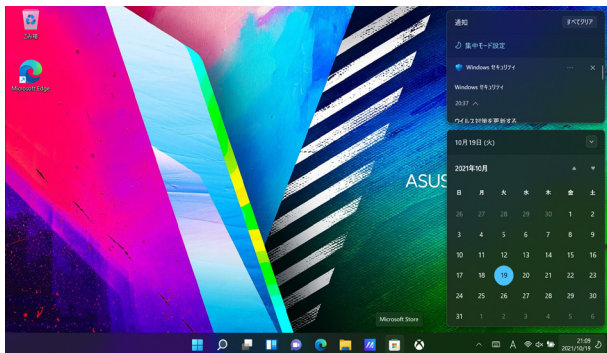 ごみ箱
Microsoft Edge
ASUS
通知
すべてクリア
集中モード設定
Windows セキュリティ
Windows セキュリティ
20:37
ウイルス対策を更新する
10月19日 (火)
2021年10月
日 月 火 水 木 金 土
26 27 28 29 30 1 2
3 4 5 6 7 8 9
10 11 12 13 14 15 16
17 18 19 20 21 22 23
24 25 26 27 28 29 30
31 1 2 3 4 5 6
Microsoft Store
A
21:09
2021/10/19